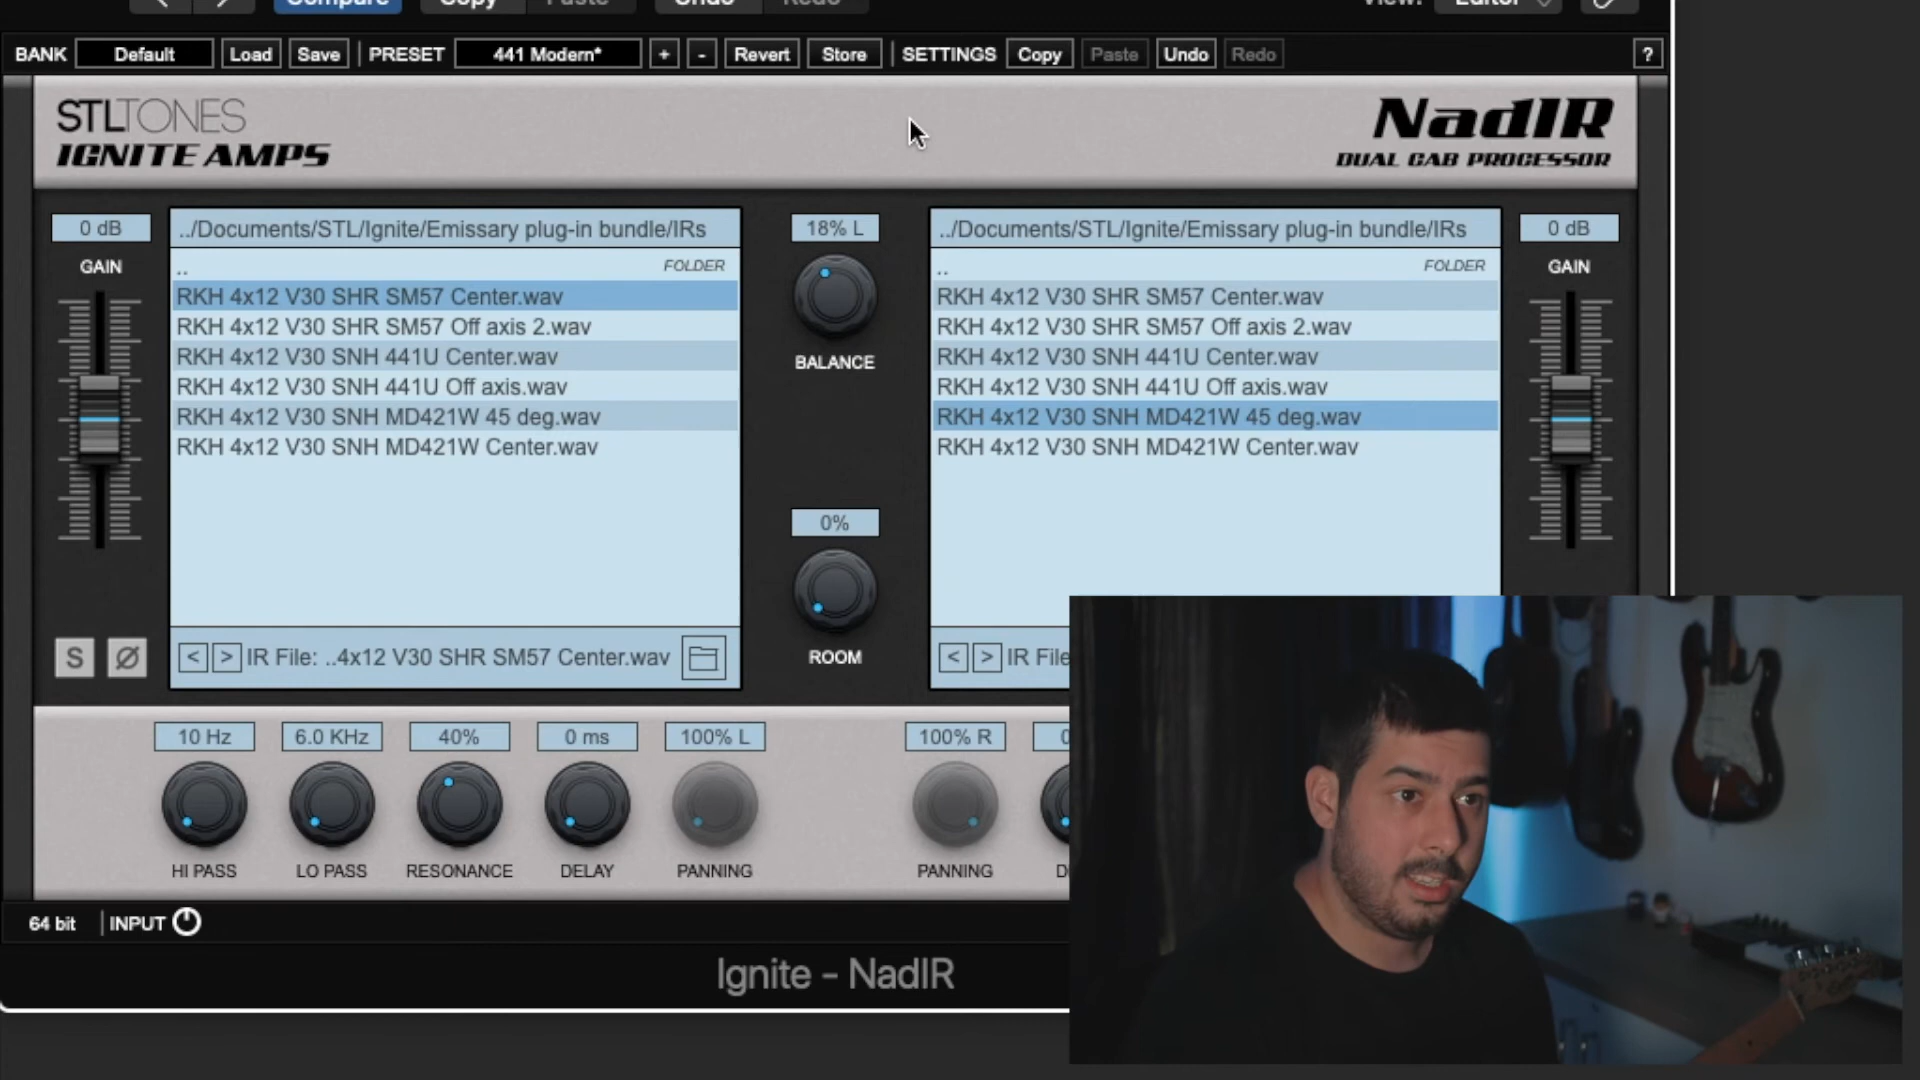 Compare Copy Paste Undo Redo View: Editor
BANK Default Load Save PRESET 441 Modern* + - Revert Store SETTINGS Copy Paste Undo Redo ?
STLTONES
IGNITE AMPS
NadIR
DUAL CAB PROCESSOR
0 dB
GAIN
../Documents/STL/Ignite/Emissary plug-in bundle/IRs
.. FOLDER
RKH 4x12 V30 SHR SM57 Center.wav
RKH 4x12 V30 SHR SM57 Off axis 2.wav
RKH 4x12 V30 SNH 441U Center.wav
RKH 4x12 V30 SNH 441U Off axis.wav
RKH 4x12 V30 SNH MD421W 45 deg.wav
RKH 4x12 V30 SNH MD421W Center.wav
S Ø
< > IR File: ..4x12 V30 SHR SM57 Center.wav
18% L
BALANCE
0%
ROOM
../Documents/STL/Ignite/Emissary plug-in bundle/IRs
.. FOLDER
RKH 4x12 V30 SHR SM57 Center.wav
RKH 4x12 V30 SHR SM57 Off axis 2.wav
RKH 4x12 V30 SNH 441U Center.wav
RKH 4x12 V30 SNH 441U Off axis.wav
RKH 4x12 V30 SNH MD421W 45 deg.wav
RKH 4x12 V30 SNH MD421W Center.wav
< > IR File
0 dB
GAIN
10 Hz 6.0 KHz 40% 0 ms 100% L 100% R 0
HI PASS LO PASS RESONANCE DELAY PANNING PANNING D
64 bit INPUT
Ignite - NadIR